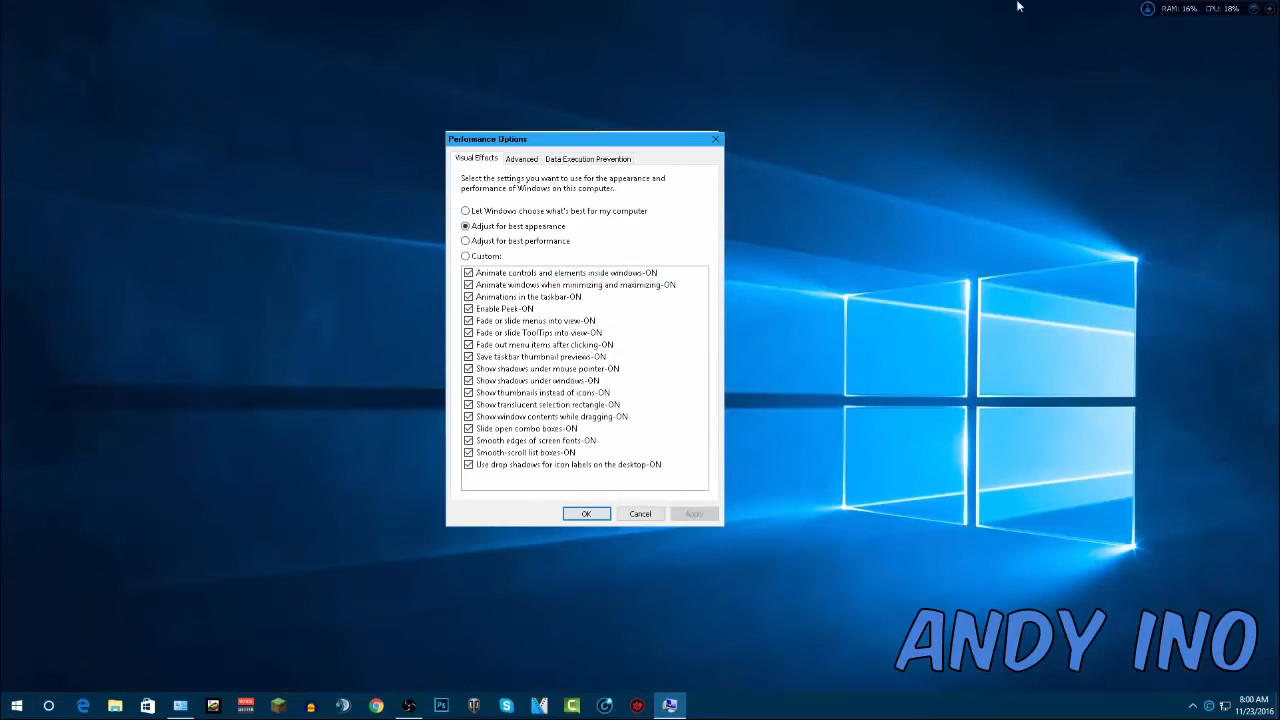 RAM: 16% CPU: 18%
Performance Options
Visual Effects Advanced Data Execution Prevention
Select the settings you want to use for the appearance and
performance of Windows on this computer.
Let Windows choose what's best for my computer
Adjust for best appearance
Adjust for best performance
Custom:
Animate controls and elements inside windows-ON
Animate windows when minimizing and maximizing-ON
Animations in the taskbar-ON
Enable Peek-ON
Fade or slide menus into view-ON
Fade or slide ToolTips into view-ON
Fade out menu items after clicking-ON
Save taskbar thumbnail previews-ON
Show shadows under mouse pointer-ON
Show shadows under windows-ON
Show thumbnails instead of icons-ON
Show translucent selection rectangle-ON
Show window contents while dragging-ON
Slide open combo boxes-ON
Smooth edges of screen fonts-ON
Smooth-scroll list boxes-ON
Use drop shadows for icon labels on the desktop-ON
OK Cancel Apply
ANDY INO
Ps
8:00 AM
11/23/2016